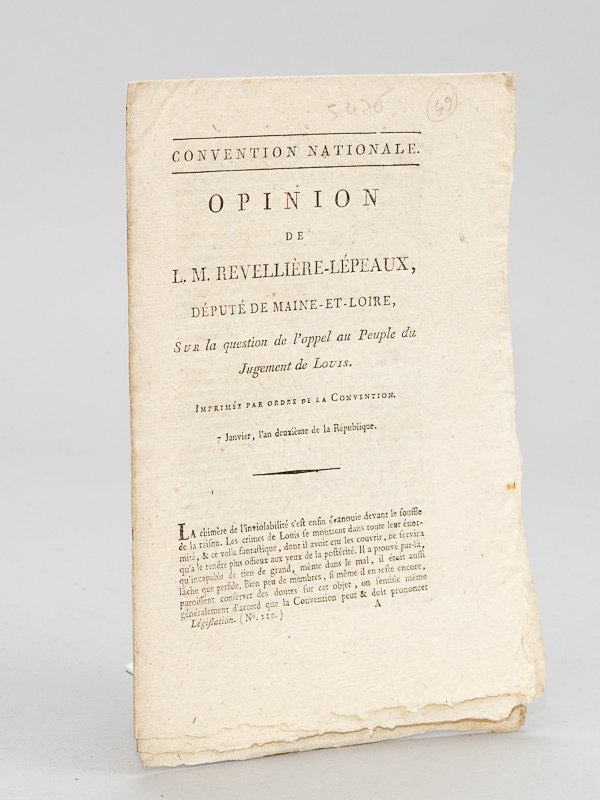 5426
49
CONVENTION NATIONALE.
OPINION
DE
L. M. REVELLIÈRE-LÉPEAUX,
DÉPUTÉ DE MAINE-ET-LOIRE,
SUR la question de l'appel au Peuple du
Jugement de LOUIS.
IMPRIMÉE PAR ORDRE DE LA CONVENTION.
7 Janvier, l'an deuxième de la République.
LA chimère de l'inviolabilité s'est enfin évanouie devant le souffle
de la raison. Les crimes de Louis se montrent dans toute leur énor-
mité, & ce voile fantastique, dont il avoit cru les couvrir, ne servira
qu'à le rendre plus odieux aux yeux de la postérité. Il a prouvé par-là,
qu'incapable de rien de grand, même dans le mal, il étoit aussi
lâche que perfide. Bien peu de membres, si même il en reste encore,
paroissent conserver des doutes sur cet objet, on semble même
généralement d'accord que la Convention peut & doit prononcer
Législation. (N°. 210.) A